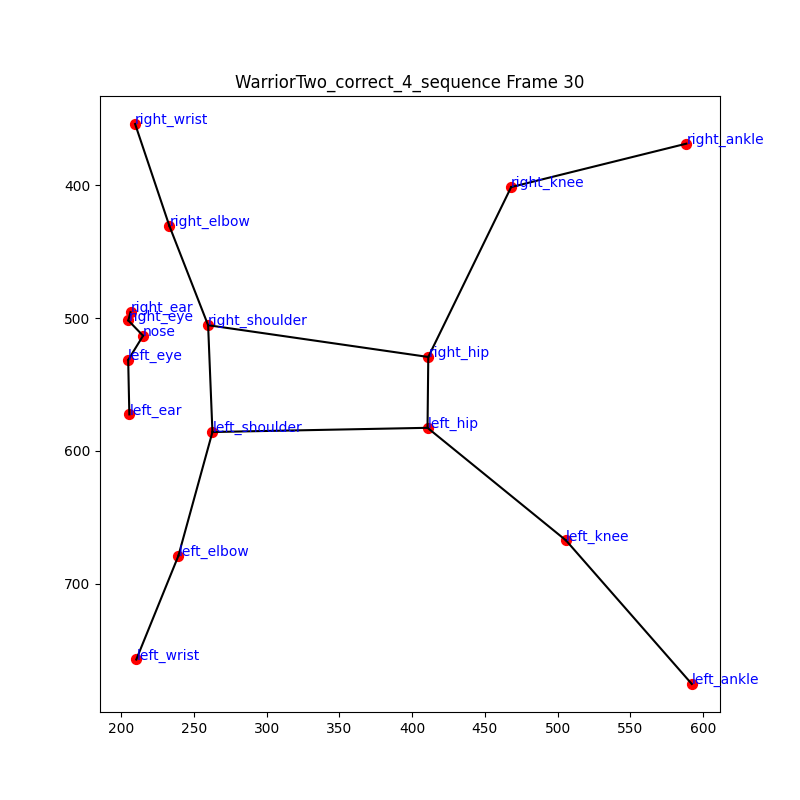 WarriorTwo_correct_4_sequence Frame 30
right_wrist
right_ankle
right_knee
400
right_elbow
right_ear
right_eye
500
right_shoulder
nose
right_hip
left_eye
left_ear
left_hip
left_shoulder
600
left_knee
left_elbow
700
left_wrist
left_ankle
200 250 300 350 400 450 500 550 600